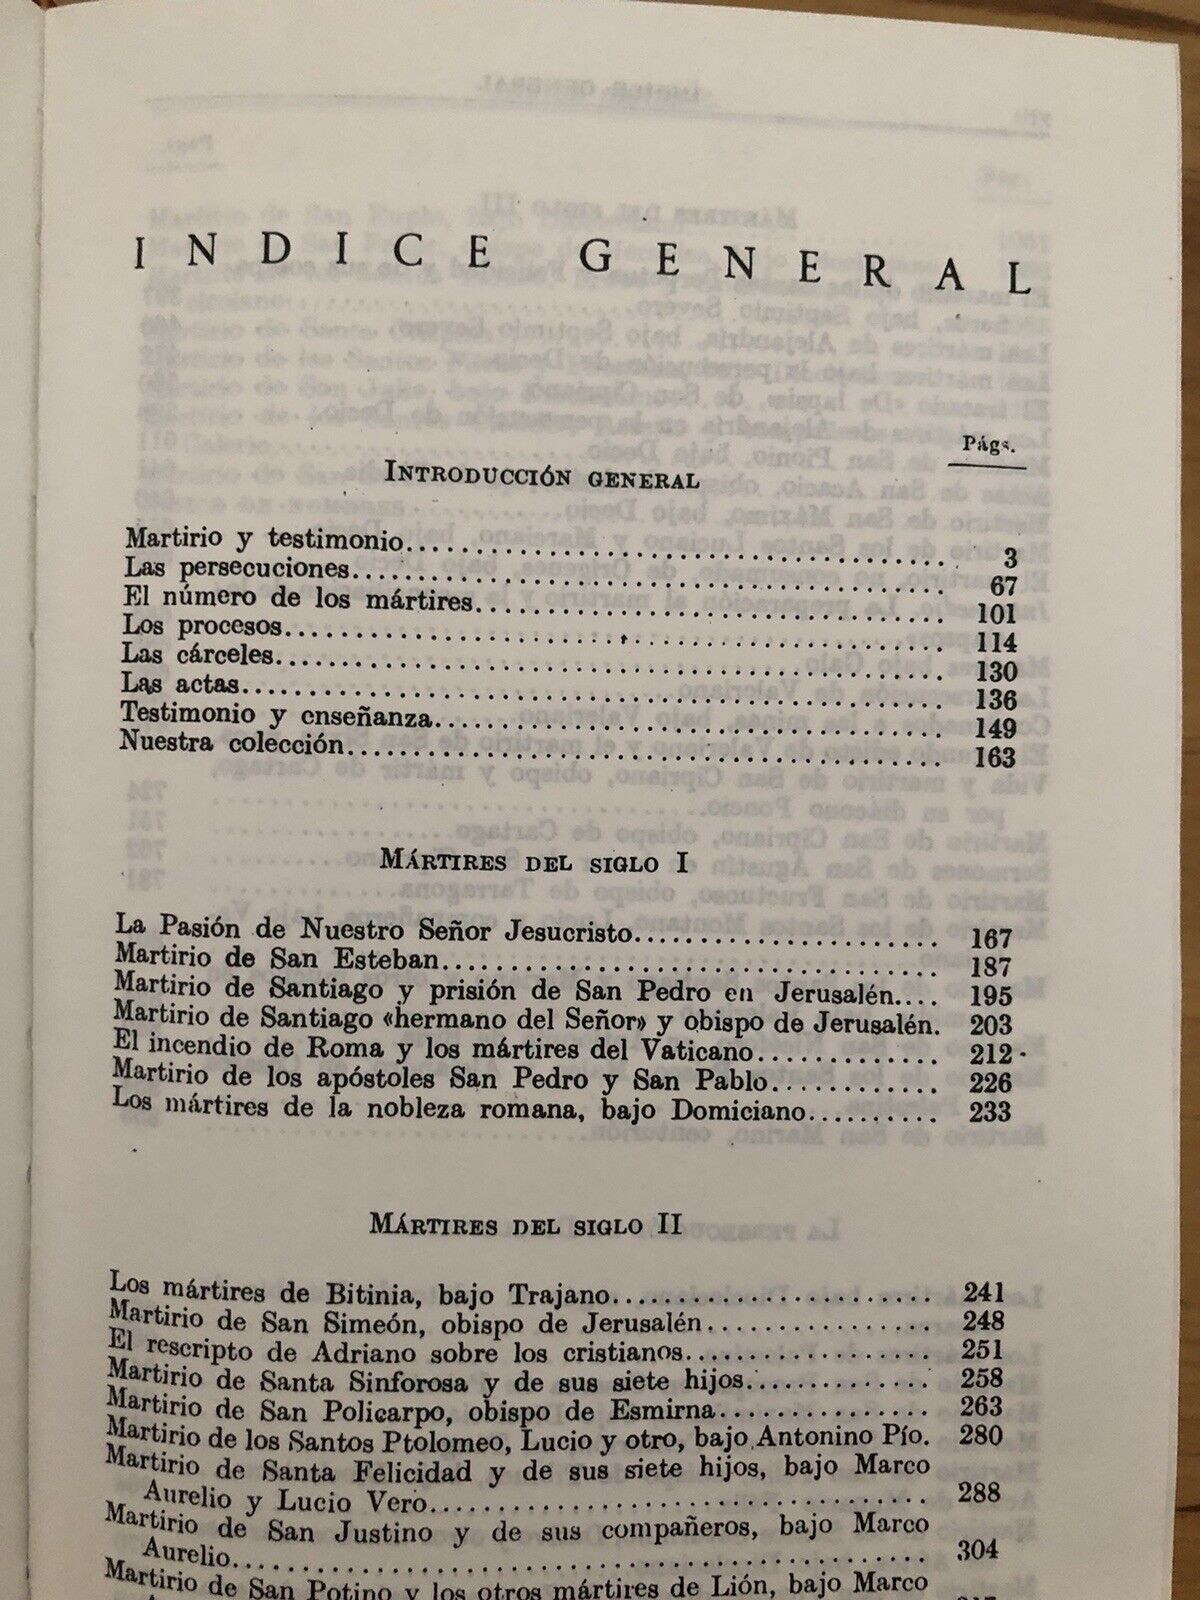 INDICE GENERAL
Págs.
INTRODUCCIÓN GENERAL
Martirio y testimonio........................................ 3
Las persecuciones........................................ 67
El número de los mártires........................................ 101
Los procesos........................................ 114
Las cárceles........................................ 130
Las actas........................................ 136
Testimonio y enseñanza........................................ 149
Nuestra colección........................................ 163
MÁRTIRES DEL SIGLO I
La Pasión de Nuestro Señor Jesucristo........................ 167
Martirio de San Esteban........................................ 187
Martirio de Santiago y prisión de San Pedro en Jerusalén.... 195
Martirio de Santiago «hermano del Señor» y obispo de Jerusalén. 203
El incendio de Roma y los mártires del Vaticano.............. 212
Martirio de los apóstoles San Pedro y San Pablo............. 226
Los mártires de la nobleza romana, bajo Domiciano.......... 233
MÁRTIRES DEL SIGLO II
Los mártires de Bitinia, bajo Trajano........................ 241
Martirio de San Simeón, obispo de Jerusalén................ 248
El rescripto de Adriano sobre los cristianos.................. 251
Martirio de Santa Sinforosa y de sus siete hijos............. 258
Martirio de San Policarpo, obispo de Esmirna............... 263
Martirio de los Santos Ptolomeo, Lucio y otro, bajo Antonino Pío. 280
Martirio de Santa Felicidad y de sus siete hijos, bajo Marco
Aurelio y Lucio Vero.................................. 288
Martirio de San Justino y de sus compañeros, bajo Marco
Aurelio.............................................. 304
Martirio de San Potino y los otros mártires de Lión, bajo Marco